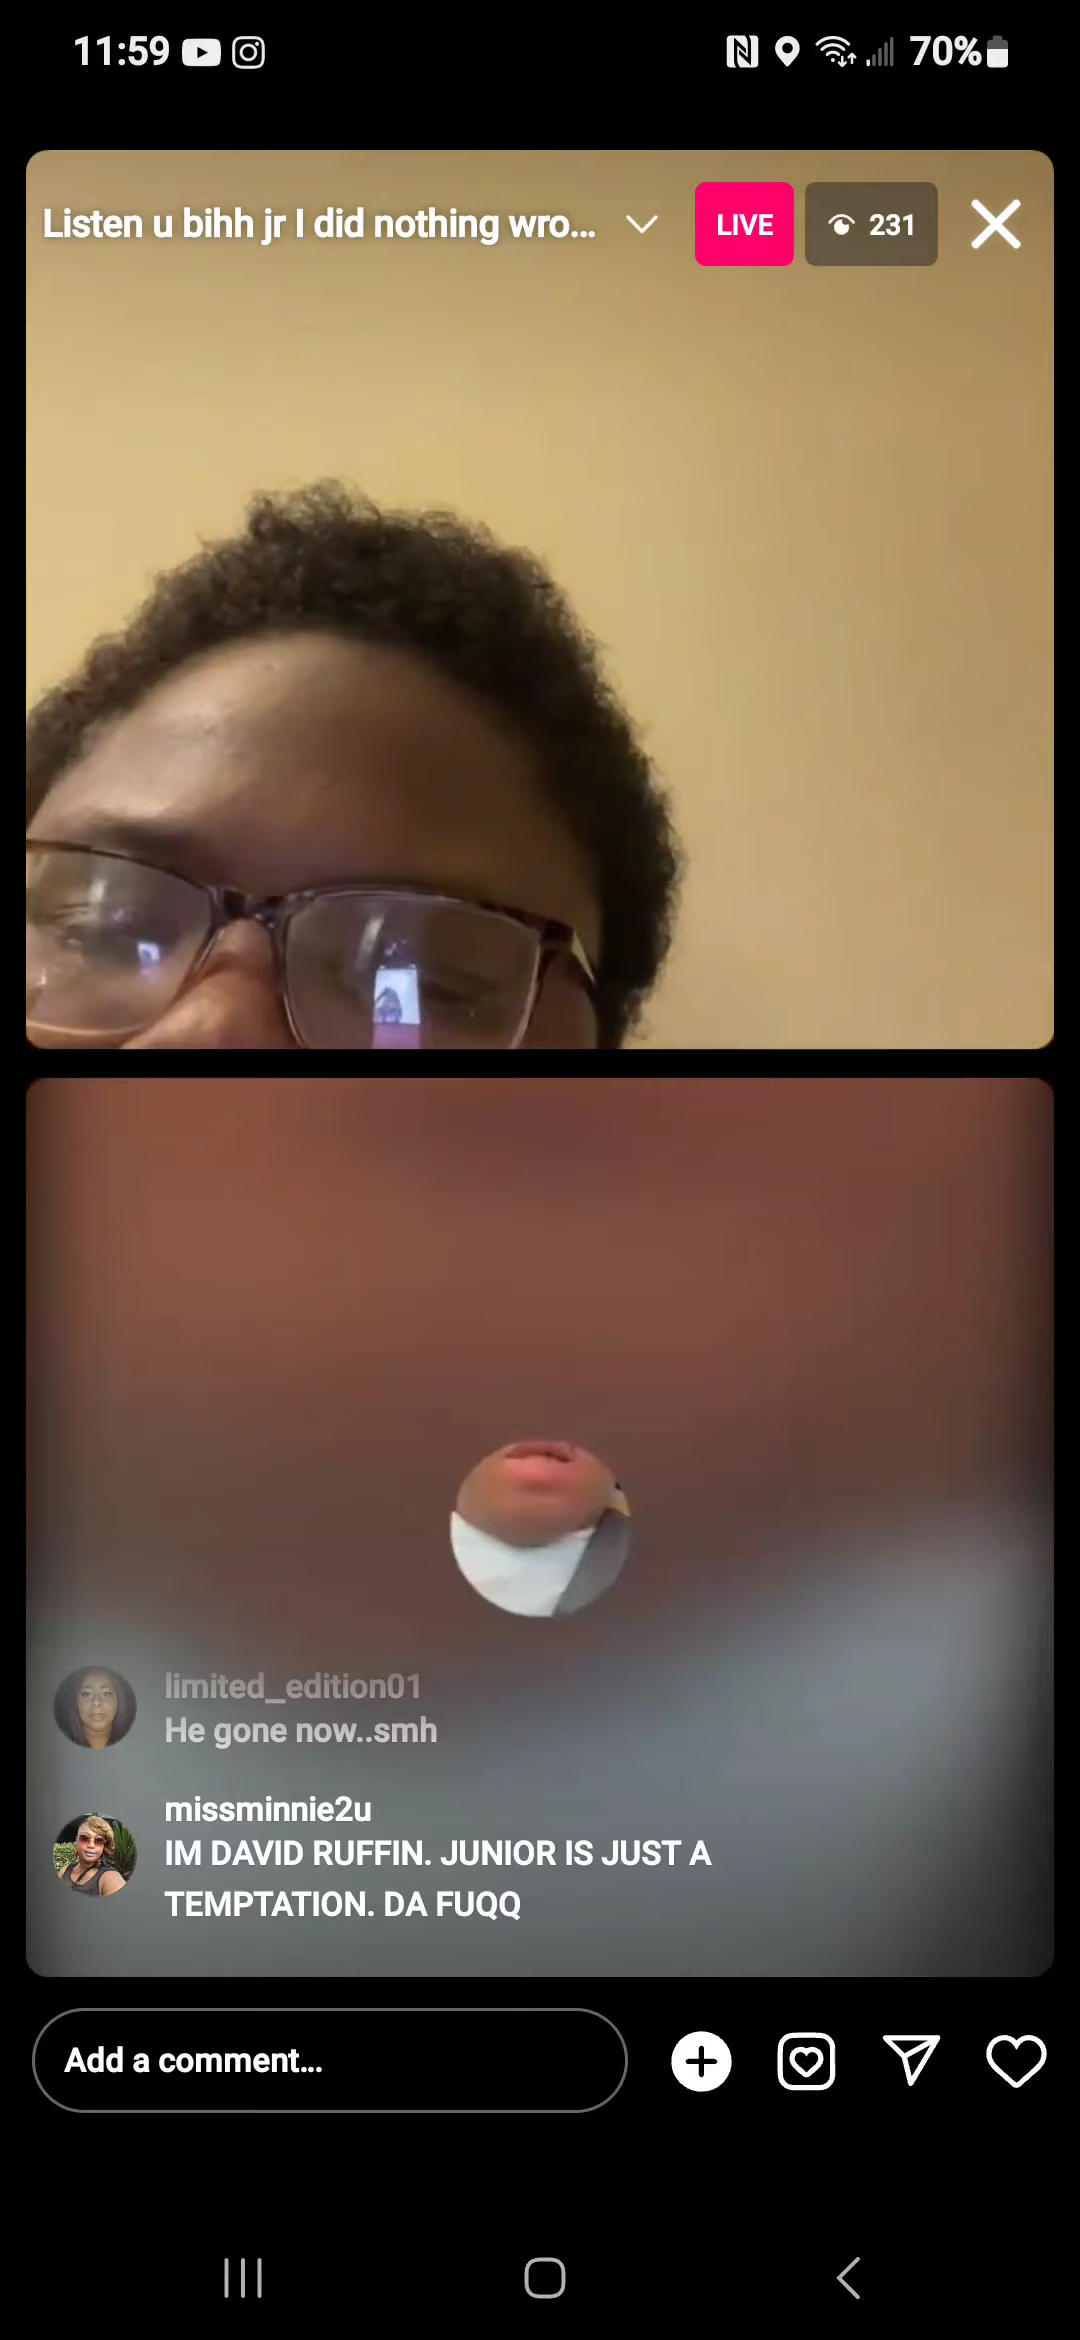 11:59
70%
Listen u bihh jr I did nothing wro...
LIVE
231
limited_edition01
He gone now..smh
missminnie2u
IM DAVID RUFFIN. JUNIOR IS JUST A
TEMPTATION. DA FUQQ
Add a comment...